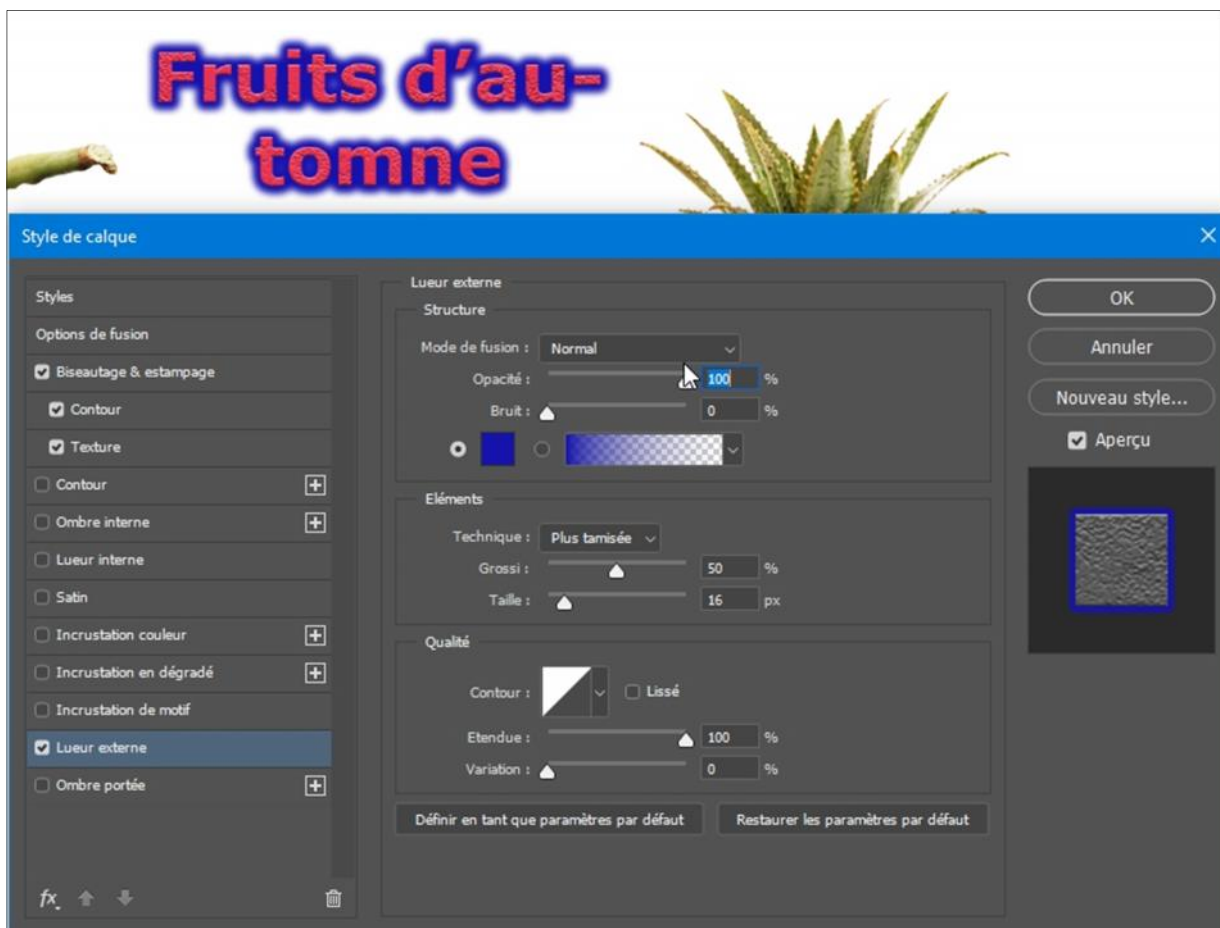 Fruits d’au-
tomne
Style de calque
Styles
Options de fusion
Biseautage & estampage
Contour
Texture
Contour
Ombre interne
Lueur interne
Satin
Incrustation couleur
Incrustation en dégradé
Incrustation de motif
Lueur externe
Ombre portée
fx
Lueur externe
Structure
Mode de fusion : Normal
Opacité : 100 %
Bruit : 0 %
Eléments
Technique : Plus tamisée
Grossi : 50 %
Taille : 16 px
Qualité
Contour : Lissé
Etendue : 100 %
Variation : 0 %
Définir en tant que paramètres par défaut Restaurer les paramètres par défaut
OK
Annuler
Nouveau style...
Aperçu